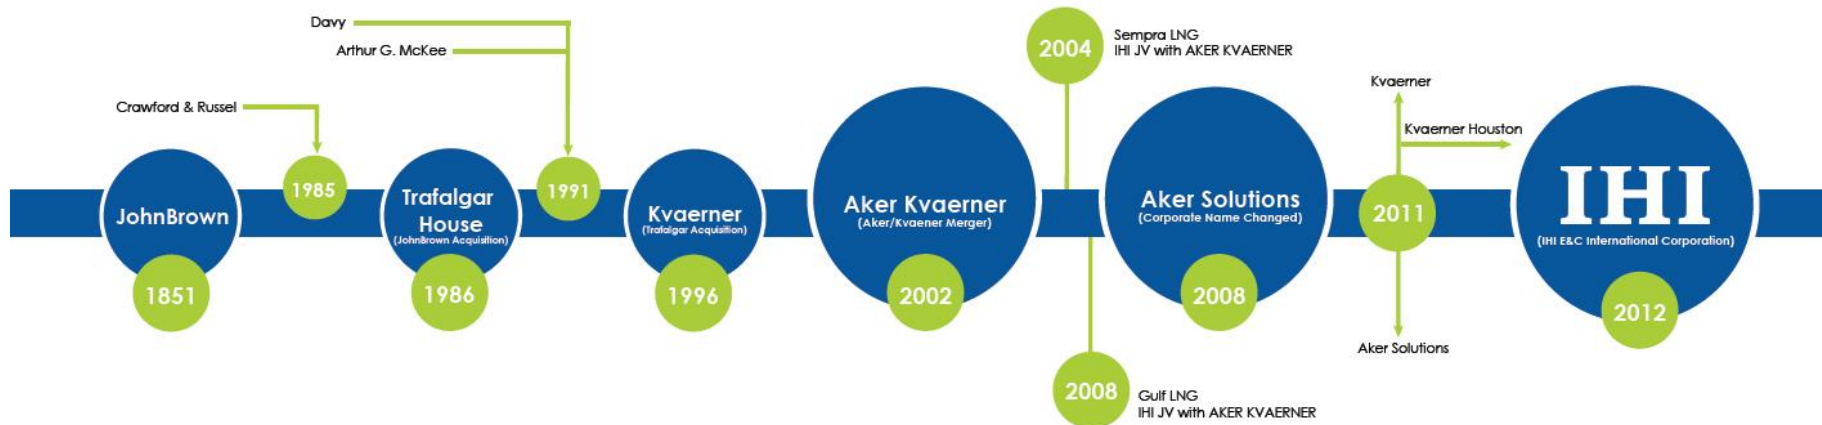 Davy
Arthur G. McKee
Crawford & Russel
JohnBrown
1851
1985
Trafalgar
House
(JohnBrown Acquisition)
1986
1991
Kvaerner
(Trafalgar Acquisition)
1996
Aker Kvaerner
(Aker/Kvaener Merger)
2002
2004
Sempra LNG
IHI JV with AKER KVAERNER
2008
Gulf LNG
IHI JV with AKER KVAERNER
Aker Solutions
(Corporate Name Changed)
2008
Kvaerner
Kvaerner Houston
2011
Aker Solutions
IHI
(IHI E&C International Corporation)
2012